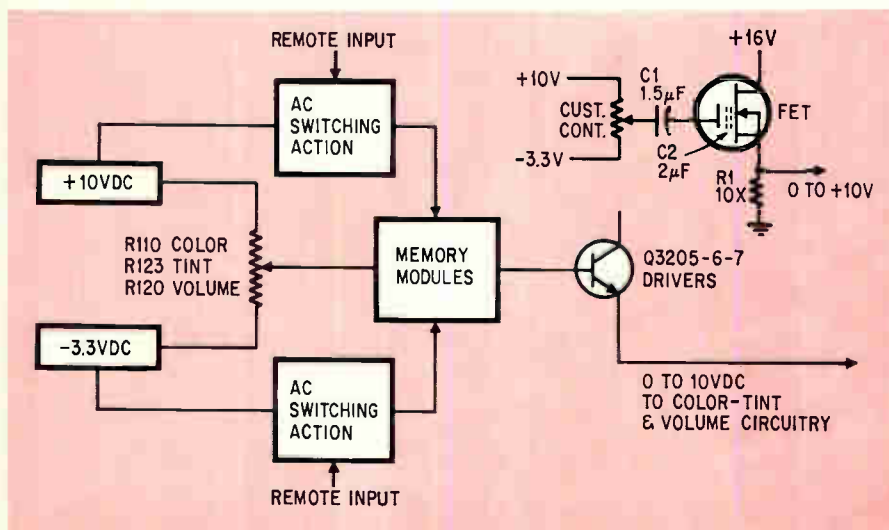 REMOTE INPUT
AC
SWITCHING
ACTION
+10VDC
R110 COLOR
R123 TINT
R120 VOLUME
-3.3VDC
AC
SWITCHING
ACTION
REMOTE INPUT
MEMORY
MODULES
+10V
CUST.
CONT.
-3.3V
C1
1.5µF
C2
2µF
+16V
FET
R1
10X
0 TO +10V
Q3205-6-7
DRIVERS
0 TO 10VDC
TO COLOR-TINT
& VOLUME CIRCUITRY